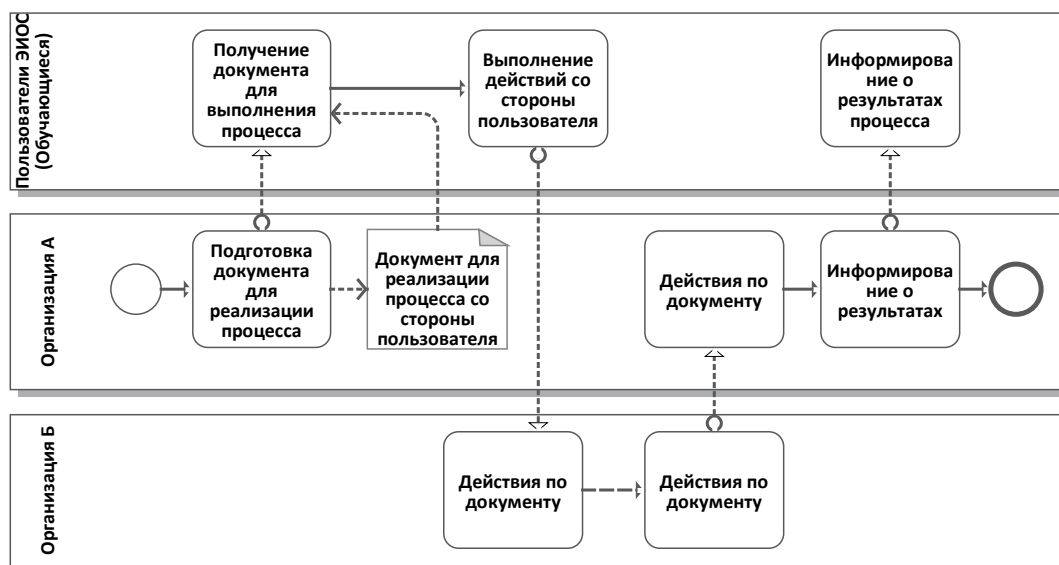 Пользователи ЭИОС
(Обучающиеся)
Получение
документа
для
выполнения
процесса
Выполнение
действий со
стороны
пользователя
Информирова
ние о
результатах
процесса
Организация А
Подготовка
документа
для
реализации
процесса
Документ для
реализации
процесса со
стороны
пользователя
Действия по
документу
Информирова
ние о
результатах
Организация Б
Действия по
документу
Действия по
документу